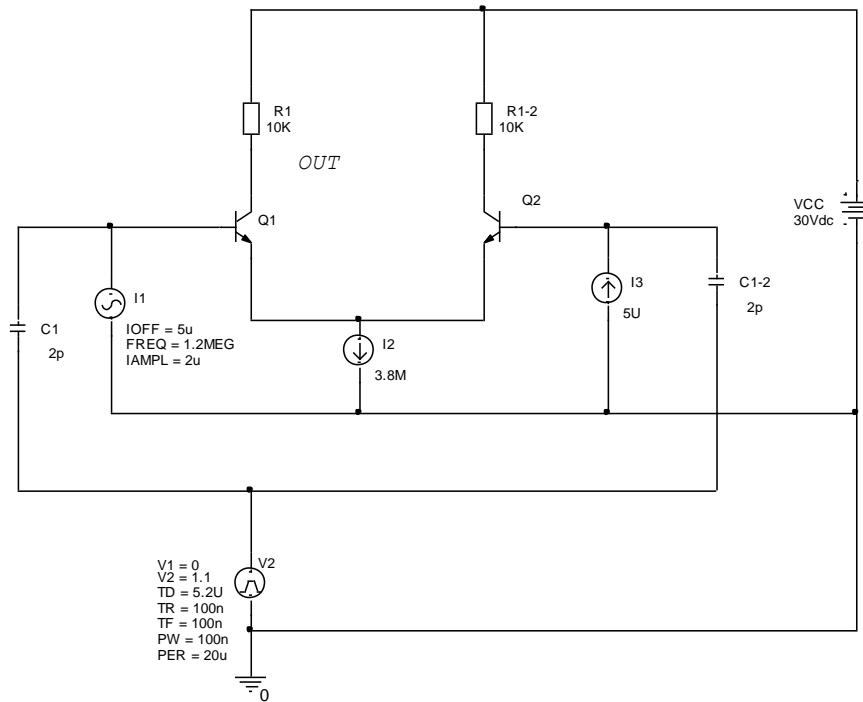 R1
10K
R1-2
10K
OUT
Q1
Q2
VCC
30Vdc
I1
IOFF = 5u
FREQ = 1.2MEG
IAMPL = 2u
C1
2p
I2
3.8M
I3
5U
C1-2
2p
V1 = 0
V2 = 1.1
TD = 5.2U
TR = 100n
TF = 100n
PW = 100n
PER = 20u
V2
0